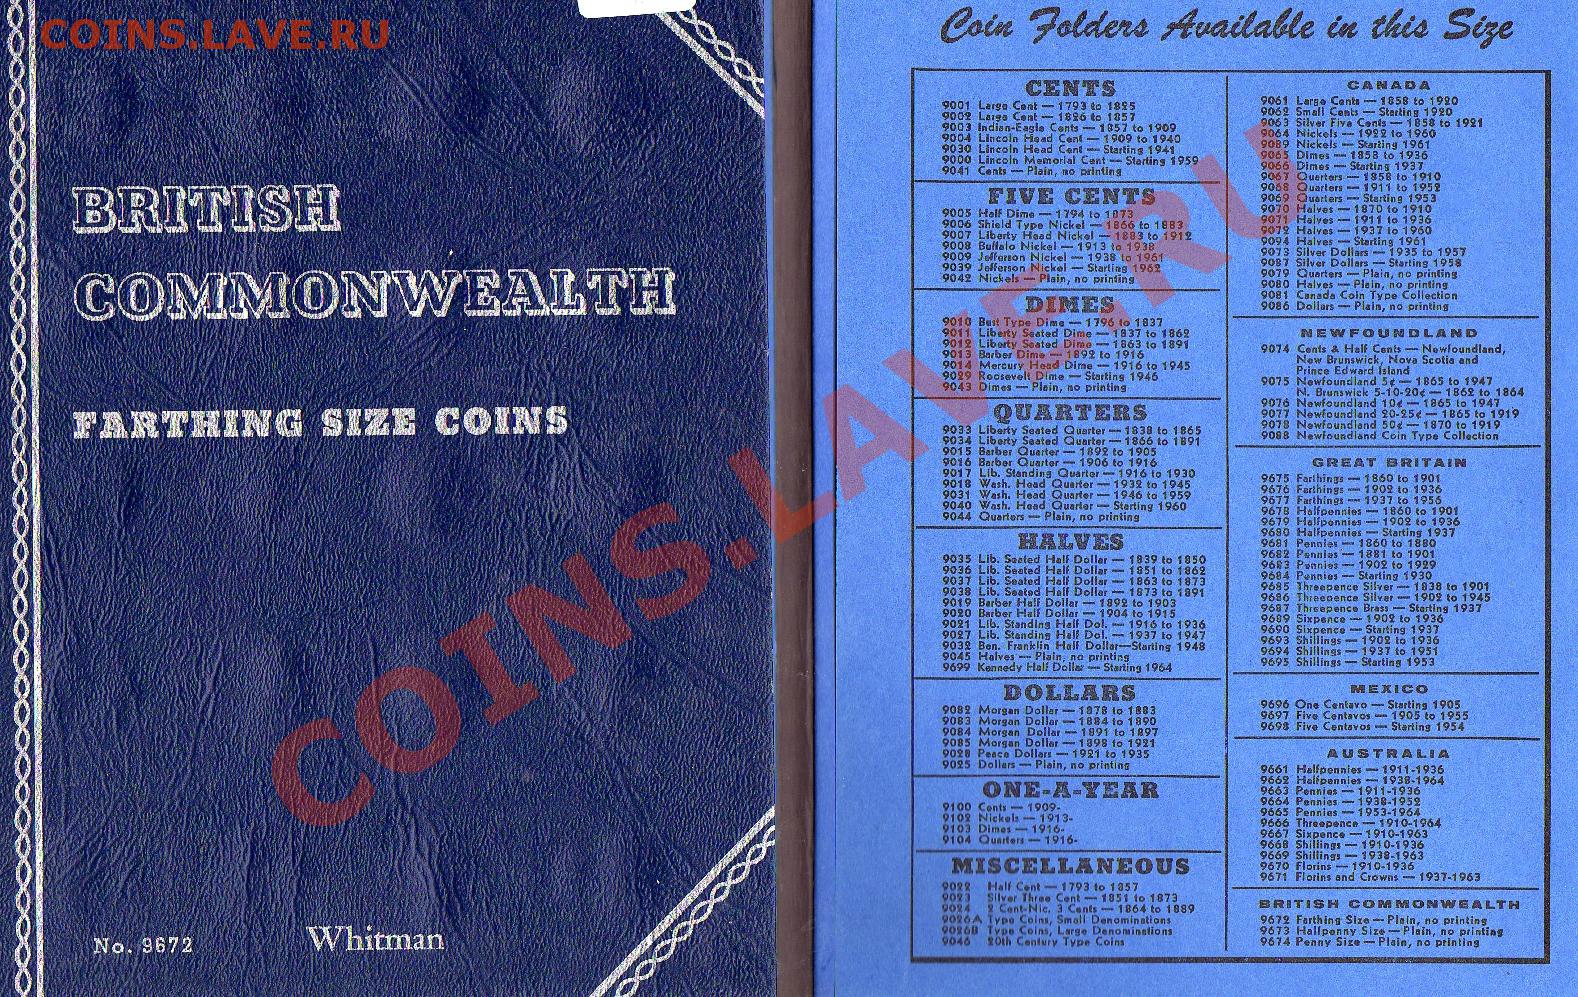 COINS.LAVE.RU
BRITISH
COMMONWEALTH
FARTHING SIZE COINS
No. 9672
Whitman
Coin Folders Available in this Size
CENTS
9001 Large Cent — 1793 to 1825
9002 Large Cent — 1826 to 1857
9003 Indian-Eagle Cents — 1857 to 1909
9004 Lincoln Head Cent — 1909 to 1940
9030 Lincoln Head Cent — Starting 1941
9000 Lincoln Memorial Cent — Starting 1959
9041 Cents — Plain, no printing
FIVE CENTS
9005 Half Dime — 1794 to 1873
9006 Shield Type Nickel — 1866 to 1883
9007 Liberty Head Nickel — 1883 to 1912
9008 Buffalo Nickel — 1913 to 1938
9009 Jefferson Nickel — 1938 to 1961
9039 Jefferson Nickel — Starting 1962
9042 Nickels — Plain, no printing
DIMES
9010 Bust Type Dime — 1796 to 1837
9011 Liberty Seated Dime — 1837 to 1862
9012 Liberty Seated Dime — 1863 to 1891
9013 Barber Dime — 1892 to 1916
9014 Mercury Head Dime — 1916 to 1945
9029 Roosevelt Dime — Starting 1946
9043 Dimes — Plain, no printing
QUARTERS
9033 Liberty Seated Quarter — 1838 to 1865
9034 Liberty Seated Quarter — 1866 to 1891
9015 Barber Quarter — 1892 to 1905
9016 Barber Quarter — 1906 to 1916
9017 Lib. Standing Quarter — 1916 to 1930
9018 Wash. Head Quarter — 1932 to 1945
9031 Wash. Head Quarter — 1946 to 1959
9040 Wash. Head Quarter — Starting 1960
9044 Quarters — Plain, no printing
HALVES
9035 Lib. Seated Half Dollar — 1839 to 1850
9036 Lib. Seated Half Dollar — 1851 to 1862
9037 Lib. Seated Half Dollar — 1863 to 1873
9038 Lib. Seated Half Dollar — 1873 to 1891
9019 Barber Half Dollar — 1892 to 1903
9020 Barber Half Dollar — 1904 to 1915
9021 Lib. Standing Half Dol. — 1916 to 1936
9027 Lib. Standing Half Dol. — 1937 to 1947
9032 Ben. Franklin Half Dollar—Starting 1948
9045 Halves — Plain, no printing
9699 Kennedy Half Dollar — Starting 1964
DOLLARS
9082 Morgan Dollar — 1878 to 1883
9083 Morgan Dollar — 1884 to 1890
9084 Morgan Dollar — 1891 to 1897
9085 Morgan Dollar — 1898 to 1921
9028 Peace Dollars — 1921 to 1935
9025 Dollars — Plain, no printing
ONE-A-YEAR
9100 Cents — 1909-
9102 Nickels — 1913-
9103 Dimes — 1916-
9104 Quarters — 1916-
MISCELLANEOUS
9022 Half Cent — 1793 to 1857
9023 Silver Three Cent — 1851 to 1873
9024 2 Cent-Nic. 3 Cents — 1864 to 1889
9026A Type Coins, Small Denominations
9026B Type Coins, Large Denominations
9046 20th Century Type Coins
CANADA
9061 Large Cents — 1858 to 1920
9062 Small Cents — Starting 1920
9063 Silver Five Cents — 1858 to 1921
9064 Nickels — 1922 to 1960
9089 Nickels — Starting 1961
9065 Dimes — 1858 to 1936
9066 Dimes — Starting 1937
9067 Quarters — 1858 to 1910
9068 Quarters — 1911 to 1952
9069 Quarters — Starting 1953
9070 Halves — 1870 to 1910
9071 Halves — 1911 to 1936
9072 Halves — 1937 to 1960
9094 Halves — Starting 1961
9073 Silver Dollars — 1935 to 1957
9087 Silver Dollars — Starting 1958
9079 Quarters — Plain, no printing
9080 Halves — Plain, no printing
9081 Canada Coin Type Collection
9086 Dollars — Plain, no printing
NEWFOUNDLAND
9074 Cents & Half Cents — Newfoundland,
New Brunswick, Nova Scotia and
Prince Edward Island
9075 Newfoundland 5¢ — 1865 to 1947
N. Brunswick 5-10-20¢ — 1862 to 1864
9076 Newfoundland 10¢ — 1865 to 1947
9077 Newfoundland 20-25¢ — 1865 to 1919
9078 Newfoundland 50¢ — 1870 to 1919
9088 Newfoundland Coin Type Collection
GREAT BRITAIN
9675 Farthings — 1860 to 1901
9676 Farthings — 1902 to 1936
9677 Farthings — 1937 to 1956
9678 Halfpennies — 1860 to 1901
9679 Halfpennies — 1902 to 1936
9680 Halfpennies — Starting 1937
9681 Pennies — 1860 to 1880
9682 Pennies — 1881 to 1901
9683 Pennies — 1902 to 1929
9684 Pennies — Starting 1930
9685 Threepence Silver — 1838 to 1901
9686 Threepence Silver — 1902 to 1945
9687 Threepence Brass — Starting 1937
9689 Sixpence — 1902 to 1936
9690 Sixpence — Starting 1937
9693 Shillings — 1902 to 1936
9694 Shillings — 1937 to 1951
9695 Shillings — Starting 1953
MEXICO
9696 One Centavo — Starting 1905
9697 Five Centavos — 1905 to 1955
9698 Five Centavos — Starting 1954
AUSTRALIA
9661 Halfpennies — 1911-1936
9662 Halfpennies — 1938-1964
9663 Pennies — 1911-1936
9664 Pennies — 1938-1952
9665 Pennies — 1953-1964
9666 Threepence — 1910-1964
9667 Sixpence — 1910-1963
9668 Shillings — 1910-1936
9669 Shillings — 1938-1963
9670 Florins — 1910-1936
9671 Florins and Crowns — 1937-1963
BRITISH COMMONWEALTH
9672 Farthing Size — Plain, no printing
9673 Halfpenny Size — Plain, no printing
9674 Penny Size — Plain, no printing
COINS.LAVE.RU